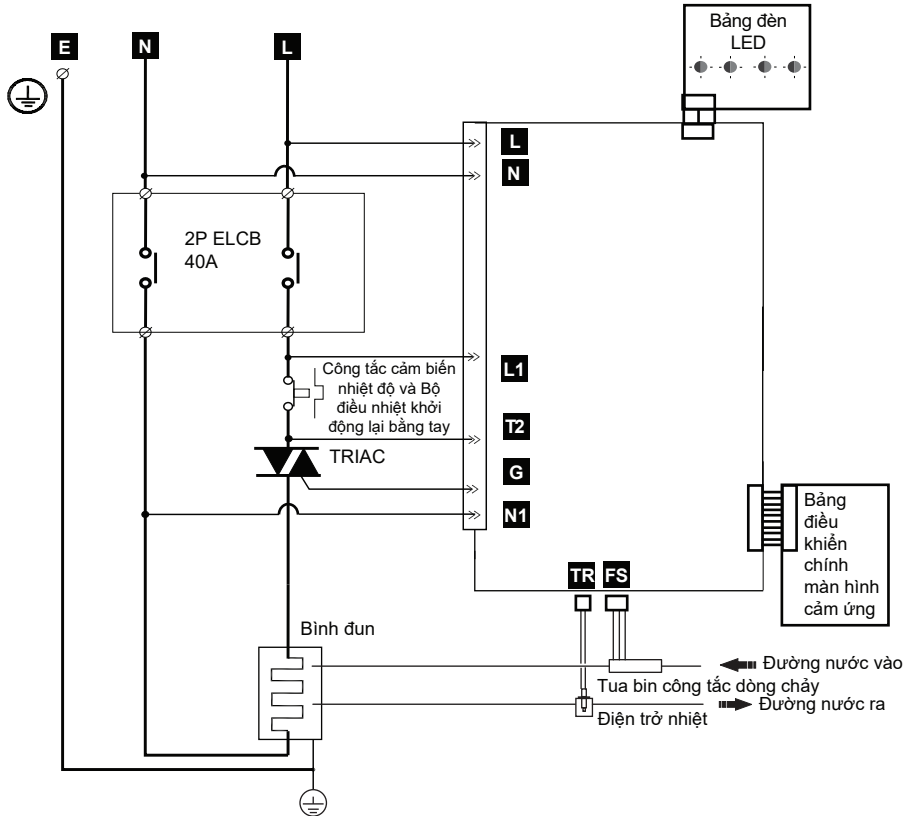 E
N
L
Bảng đèn
LED
L
N
2P ELCB
40A
Công tắc cảm biến
nhiệt độ và Bộ
điều nhiệt khởi
động lại bằng tay
L1
T2
TRIAC
G
N1
Bảng
điều
khiển
chính
màn hình
cảm ứng
TR
FS
Bình đun
Đường nước vào
Tua bin công tắc dòng chảy
Đường nước ra
Điện trở nhiệt